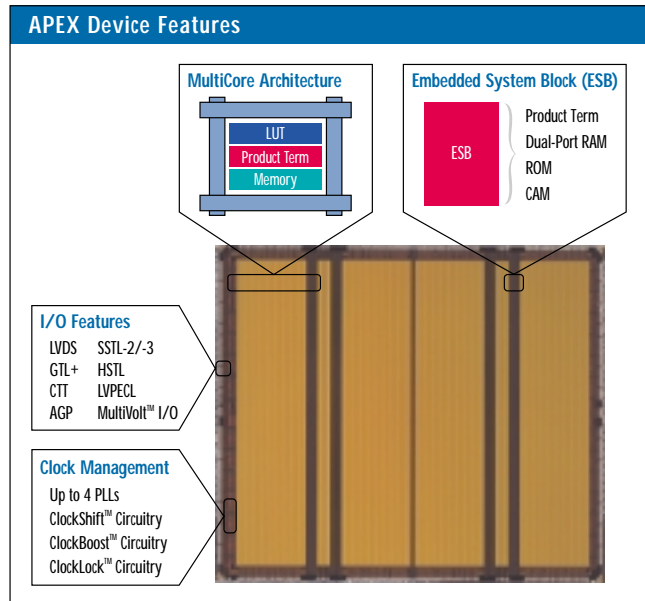 APEX Device Features
MultiCore Architecture
LUT
Product Term
Memory
Embedded System Block (ESB)
ESB
Product Term
Dual-Port RAM
ROM
CAM
I/O Features
LVDS SSTL-2/-3
GTL+ HSTL
CTT LVPECL
AGP MultiVolt™ I/O
Clock Management
Up to 4 PLLs
ClockShift™ Circuitry
ClockBoost™ Circuitry
ClockLock™ Circuitry